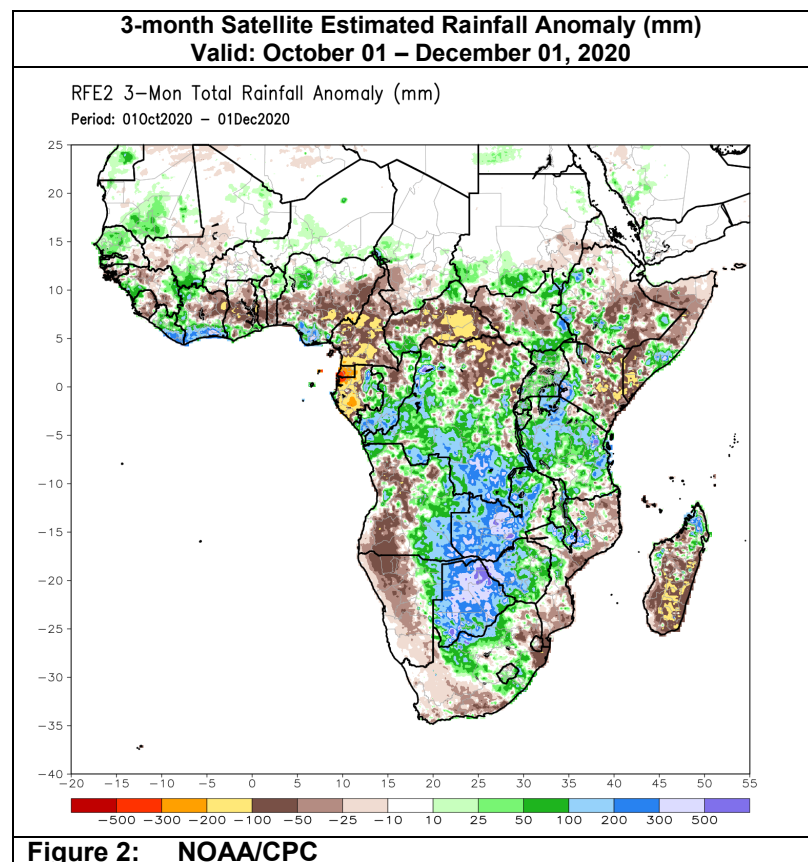 3-month Satellite Estimated Rainfall Anomaly (mm)
Valid: October 01 – December 01, 2020
RFE2 3-Mon Total Rainfall Anomaly (mm)
Period: 01Oct2020 – 01Dec2020
25
20
15
10
5
0
-5
-10
-15
-20
-25
-30
-35
-40
-20 -15 -10 -5 0 5 10 15 20 25 30 35 40 45 50 55
-500 -300 -200 -100 -50 -25 -10 10 25 50 100 200 300 500
Figure 2: NOAA/CPC